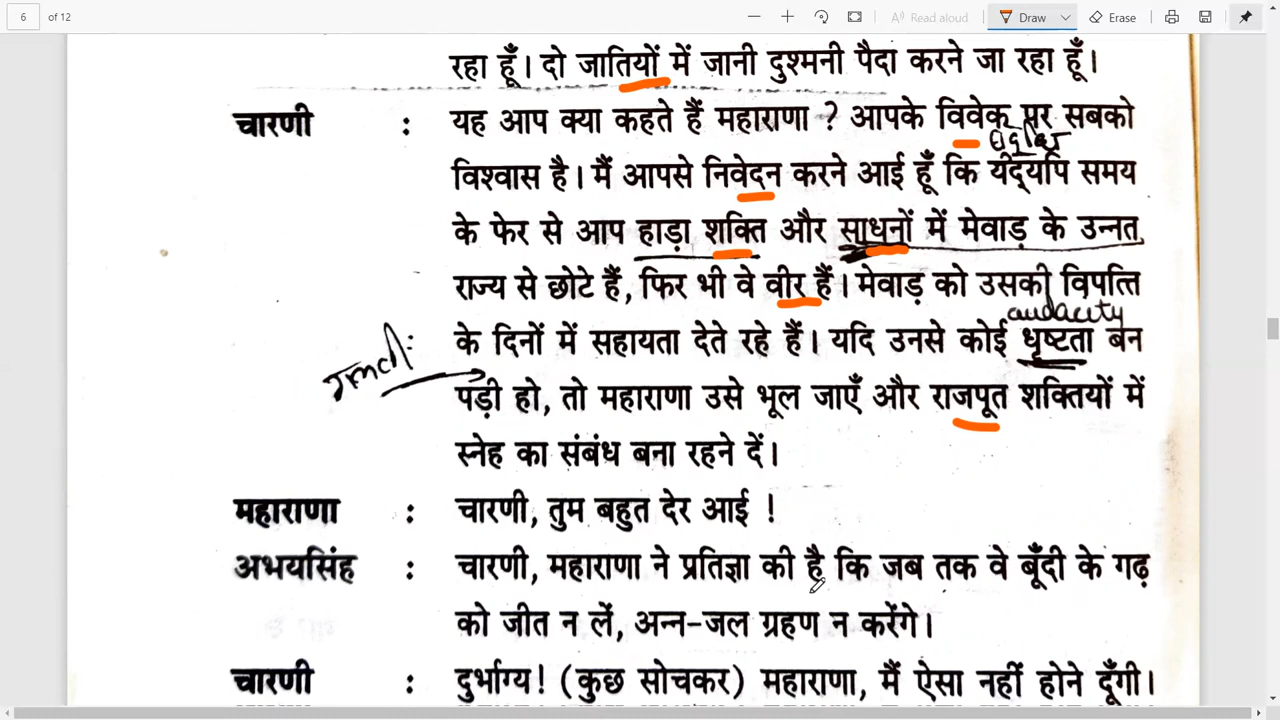 6 of 12 Read aloud Draw Erase
रहा हूँ। दो जातियों में जानी दुश्मनी पैदा करने जा रहा हूँ।
चारणी : यह आप क्या कहते हैं महाराणा ? आपके विवेक पर सबको
विश्वास है। मैं आपसे निवेदन करने आई हूँ कि यद्यपि समय
के फेर से आप हाड़ा शक्ति और साधनों में मेवाड़ के उन्नत
राज्य से छोटे हैं, फिर भी वे वीर हैं। मेवाड़ को उसकी विपत्ति
audacity
के दिनों में सहायता देते रहे हैं। यदि उनसे कोई धृष्टता बन
पड़ी हो, तो महाराणा उसे भूल जाएँ और राजपूत शक्तियों में
स्नेह का संबंध बना रहने दें।
महाराणा : चारणी, तुम बहुत देर आई !
अभयसिंह : चारणी, महाराणा ने प्रतिज्ञा की है कि जब तक वे बूँदी के गढ़
को जीत न लें, अन्न-जल ग्रहण न करेंगे।
चारणी : दुर्भाग्य! (कुछ सोचकर) महाराणा, मैं ऐसा नहीं होने दूँगी।